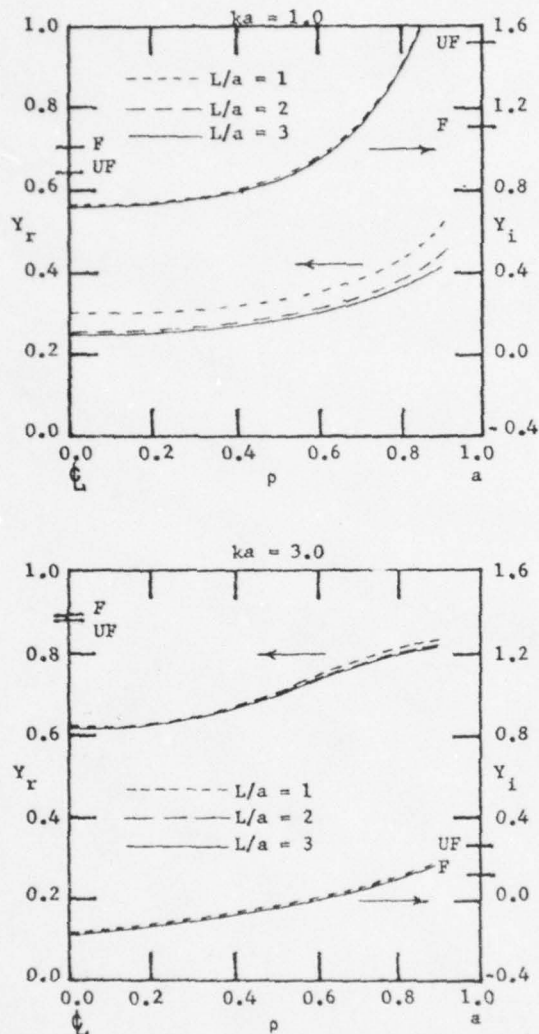 ka = 1.0
1.0
1.6
UF
L/a = 1
L/a = 2
L/a = 3
0.8
1.2
F
F
UF
0.6
0.8
Y_r
Y_i
0.4
0.4
0.2
0.0
0.0
-0.4
0.0 0.2 0.4 0.6 0.8 1.0
℄ ρ a
ka = 3.0
1.0
1.6
F
UF
0.8
1.2
0.6
0.8
Y_r
Y_i
L/a = 1
L/a = 2
L/a = 3
0.4
0.4
UF
F
0.2
0.0
0.0
-0.4
0.0 0.2 0.4 0.6 0.8 1.0
℄ ρ a